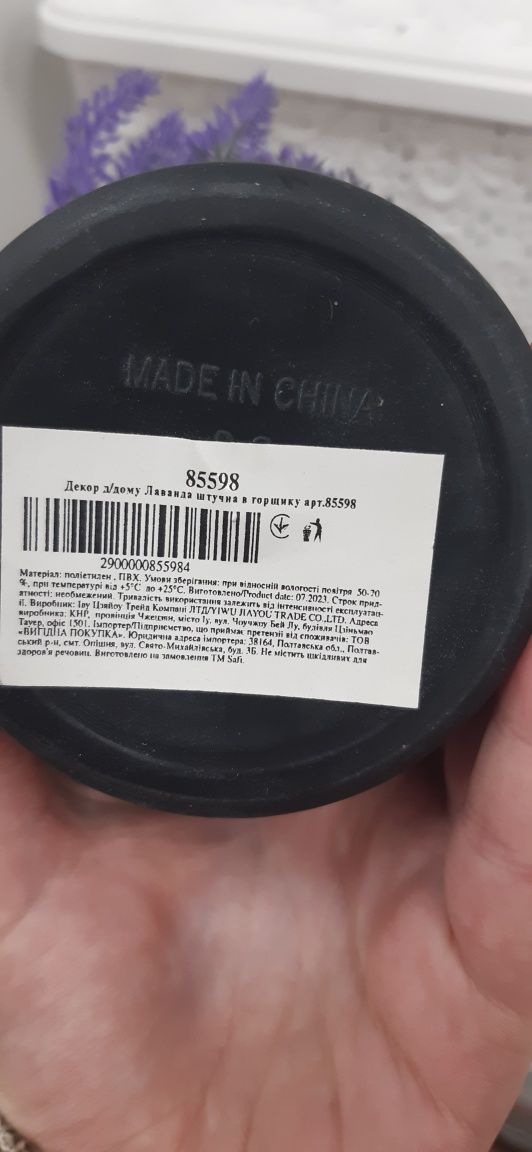 MADE IN CHINA
85598
Декор д/дому Лаванда штучна в горщику арт.85598
2900000855984
Матеріал: поліетилен , ПВХ. Умови зберігання: при відносній вологості повітря 50-70
%, при температурі від +5°C до +25°C. Виготовлено/Product date: 07.2023. Строк прид-
атності: необмежений. Тривалість використання залежить від інтенсивності експлуатац-
ії. Виробник: Іву Цзяйоу Трейд Компані ЛТД/YIWU JIAYOU TRADE CO.,LTD. Адреса
виробника: КНР, провінція Чжецзян, місто Іу, вул. Чоучжоу Бей Лу, будівля Цзіньмао
Тауер, офіс 1501. Імпортер/Підприємство, що приймає претензії від споживачів: ТОВ
«ВИГІДНА ПОКУПКА». Юридична адреса імпортера: 38164, Полтавська обл., Полтав-
ський р-н, смт. Опішня, вул. Свято-Михайлівська, буд. 3Б. Не містить шкідливих для
здоров'я речовин. Виготовлено на замовлення ТМ Safi.